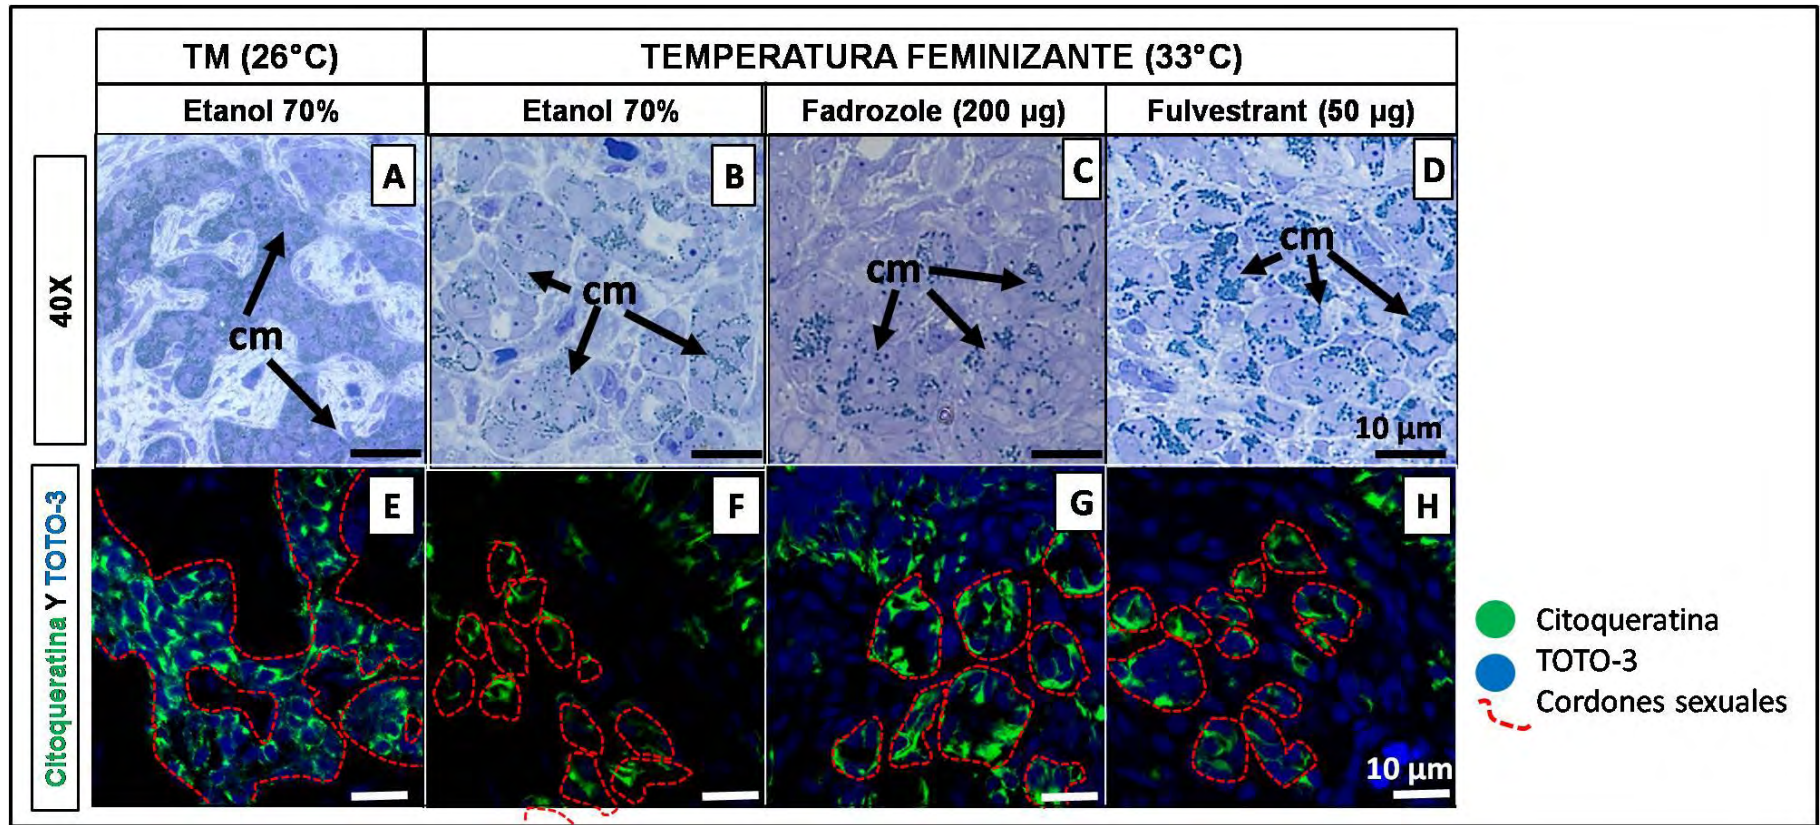 TM (26°C)
TEMPERATURA FEMINIZANTE (33°C)
Etanol 70%
Etanol 70%
Fadrozole (200 µg)
Fulvestrant (50 µg)
40X
A
cm
B
cm
C
cm
D
cm
10 µm
Citoqueratina Y TOTO-3
E
F
G
H
10 µm
Citoqueratina
TOTO-3
Cordones sexuales